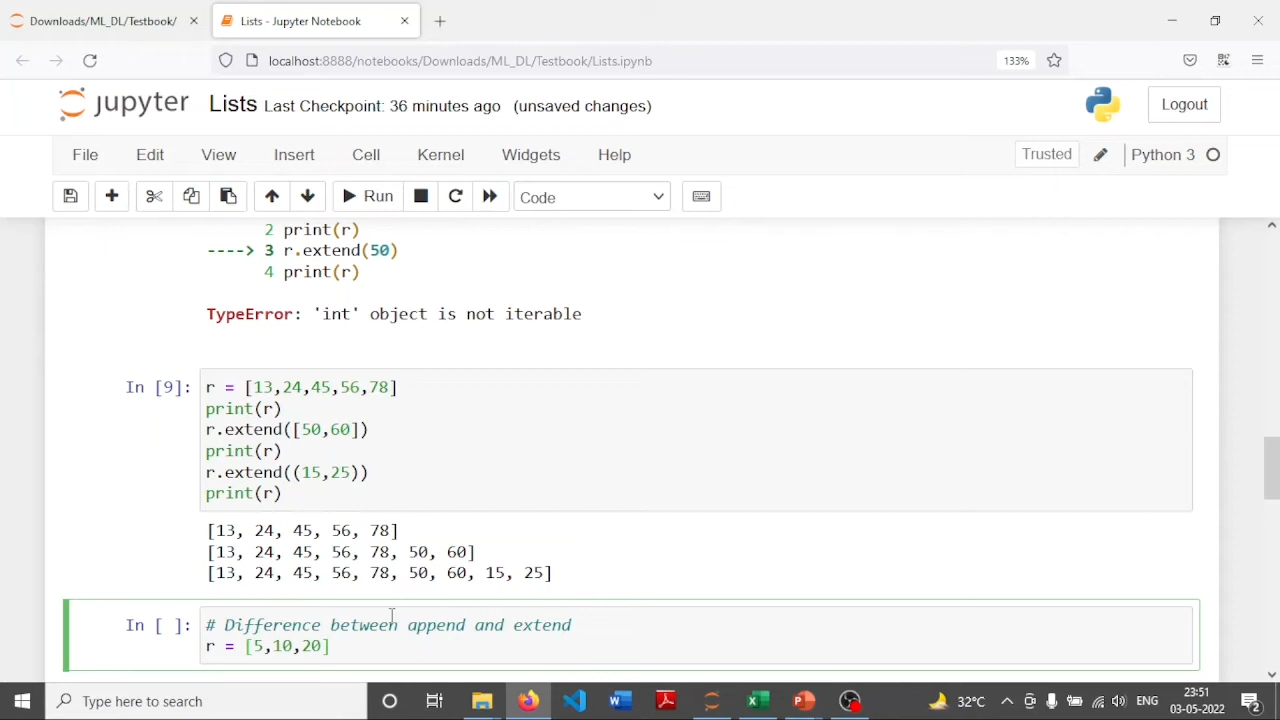 Downloads/ML_DL/Testbook/
Lists - Jupyter Notebook
localhost:8888/notebooks/Downloads/ML_DL/Testbook/Lists.ipynb
133%
jupyter Lists Last Checkpoint: 36 minutes ago (unsaved changes)
Logout
File Edit View Insert Cell Kernel Widgets Help
Trusted
Python 3
Run
Code
2 print(r)
----> 3 r.extend(50)
4 print(r)
TypeError: 'int' object is not iterable
In [9]: r = [13,24,45,56,78]
print(r)
r.extend([50,60])
print(r)
r.extend((15,25))
print(r)
[13, 24, 45, 56, 78]
[13, 24, 45, 56, 78, 50, 60]
[13, 24, 45, 56, 78, 50, 60, 15, 25]
In [ ]: # Difference between append and extend
r = [5,10,20]
Type here to search
32°C
ENG
23:51
03-05-2022
2